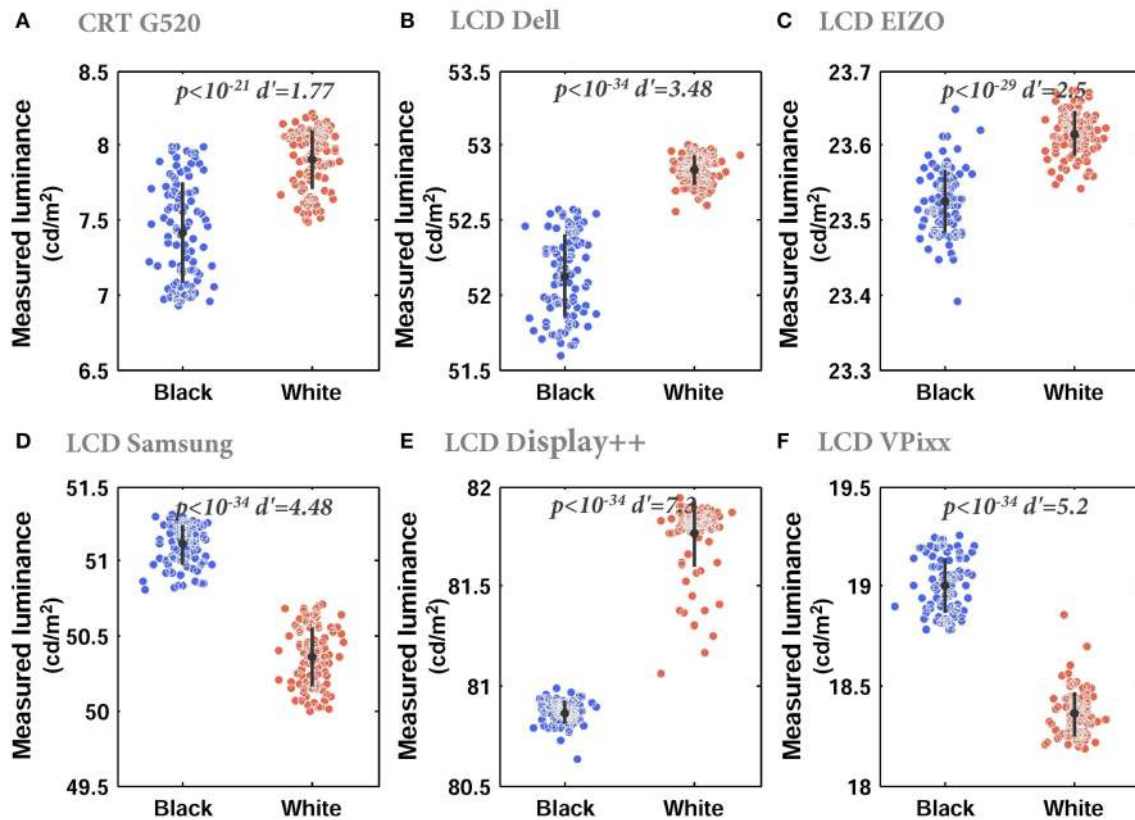 A CRT G520
B LCD Dell
C LCD EIZO
8.5
8
7.5
7
6.5
Measured luminance
(cd/m²)
p<10⁻²¹ d'=1.77
Black White
53.5
53
52.5
52
51.5
Measured luminance
(cd/m²)
p<10⁻³⁴ d'=3.48
Black White
23.7
23.6
23.5
23.4
23.3
Measured luminance
(cd/m²)
p<10⁻²⁹ d'=2.5
Black White
D LCD Samsung
E LCD Display++
F LCD VPixx
51.5
51
50.5
50
49.5
Measured luminance
(cd/m²)
p<10⁻³⁴ d'=4.48
Black White
82
81.5
81
80.5
Measured luminance
(cd/m²)
p<10⁻³⁴ d'=7.3
Black White
19.5
19
18.5
18
Measured luminance
(cd/m²)
p<10⁻³⁴ d'=5.2
Black White